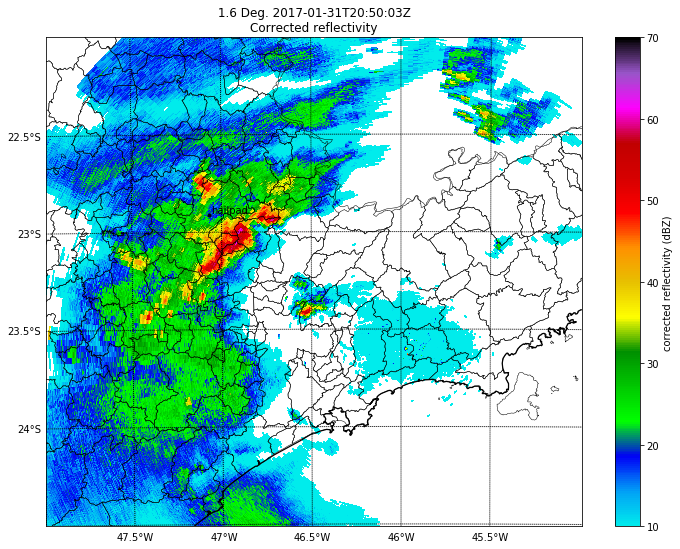 1.6 Deg. 2017-01-31T20:50:03Z
Corrected reflectivity
22.5°S
23°S
23.5°S
24°S
47.5°W
47°W
46.5°W
46°W
45.5°W
70
60
50
40
30
20
10
corrected reflectivity (dBZ)